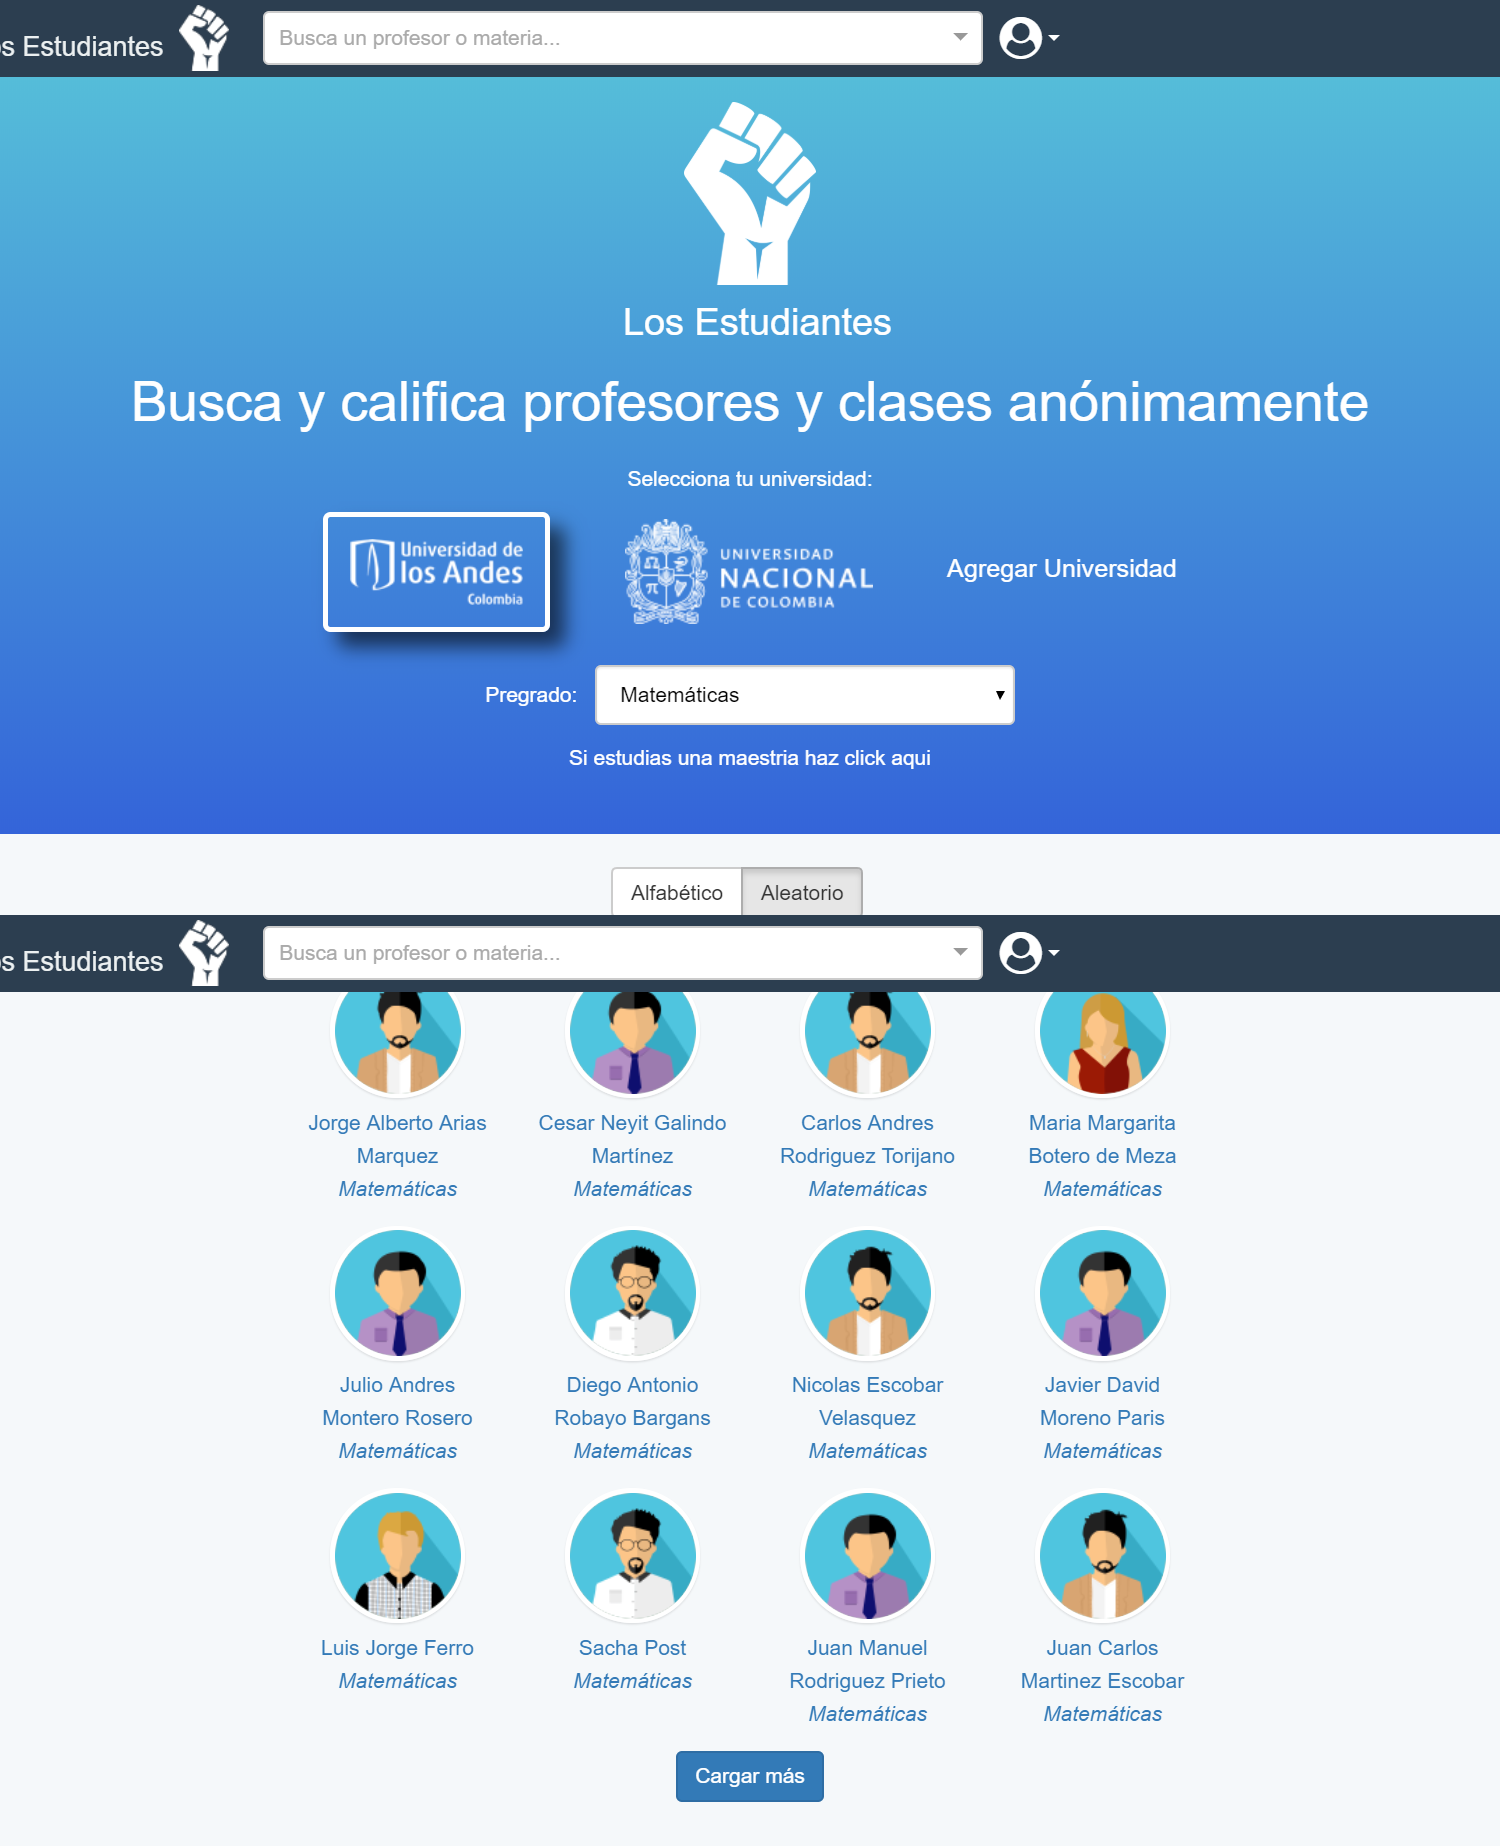 s Estudiantes
Busca un profesor o materia...
Los Estudiantes
Busca y califica profesores y clases anónimamente
Selecciona tu universidad:
Universidad de
los Andes
Colombia
UNIVERSIDAD
NACIONAL
DE COLOMBIA
Agregar Universidad
Pregrado:
Matemáticas
Si estudias una maestria haz click aqui
Alfabético
Aleatorio
s Estudiantes
Busca un profesor o materia...
Jorge Alberto Arias
Marquez
Matemáticas
Cesar Neyit Galindo
Martínez
Matemáticas
Carlos Andres
Rodriguez Torijano
Matemáticas
Maria Margarita
Botero de Meza
Matemáticas
Julio Andres
Montero Rosero
Matemáticas
Diego Antonio
Robayo Bargans
Matemáticas
Nicolas Escobar
Velasquez
Matemáticas
Javier David
Moreno Paris
Matemáticas
Luis Jorge Ferro
Matemáticas
Sacha Post
Matemáticas
Juan Manuel
Rodriguez Prieto
Matemáticas
Juan Carlos
Martinez Escobar
Matemáticas
Cargar más